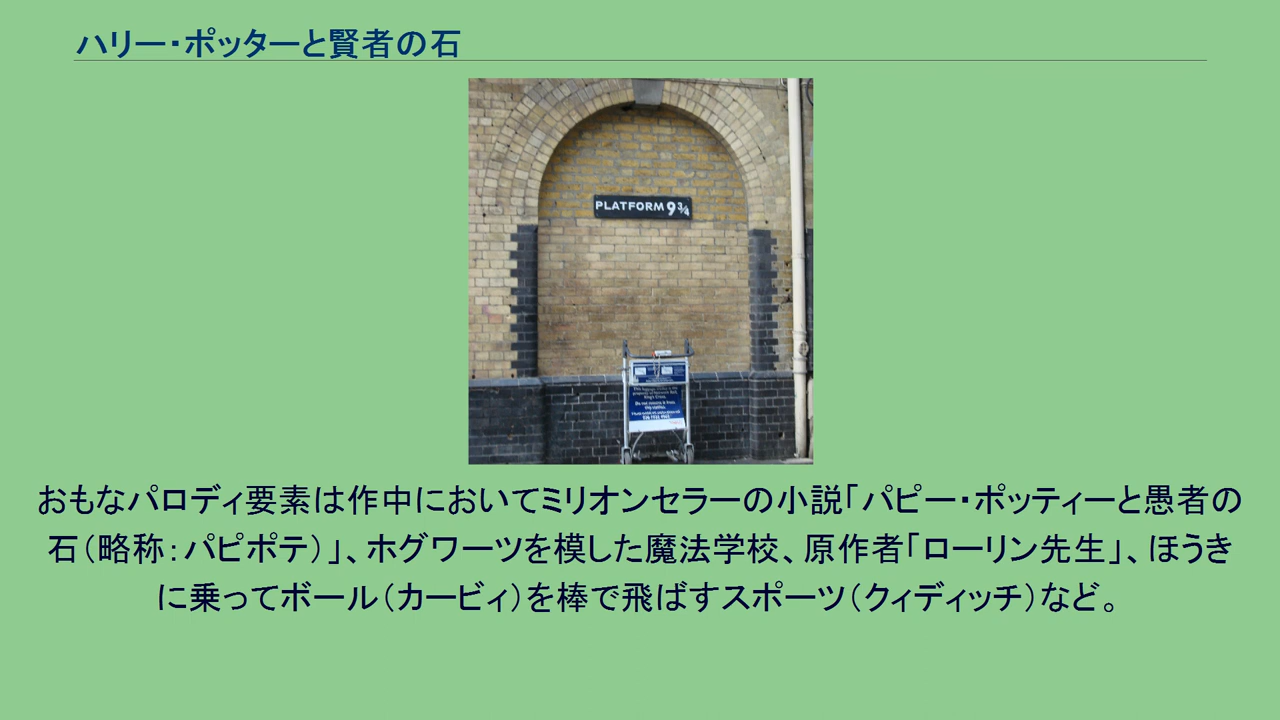 ハリー・ポッターと賢者の石
PLATFORM 9¾
おもなパロディ要素は作中においてミリオンセラーの小説「パピー・ポッティーと愚者の
石（略称：パピポテ）」、ホグワーツを模した魔法学校、原作者「ローリン先生」、ほうき
に乗ってボール（カービィ）を棒で飛ばすスポーツ（クィディッチ）など。